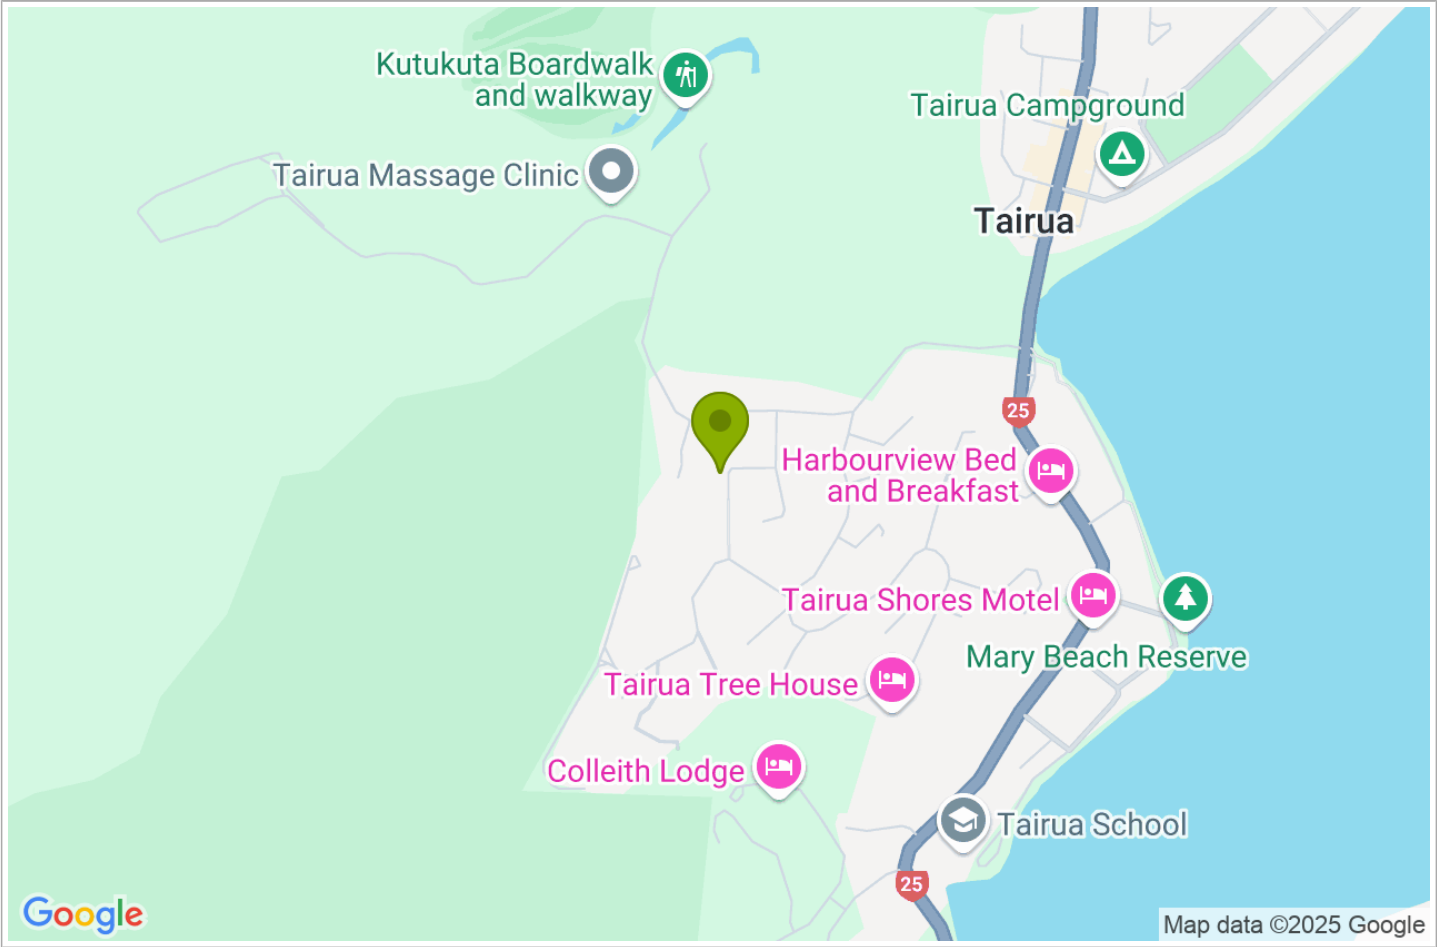 Kutukuta Boardwalk
and walkway
Tairua Campground
Tairua Massage Clinic
Tairua
25
Harbourview Bed
and Breakfast
Tairua Shores Motel
Mary Beach Reserve
Tairua Tree House
Colleith Lodge
Tairua School
25
Google
Map data ©2025 Google